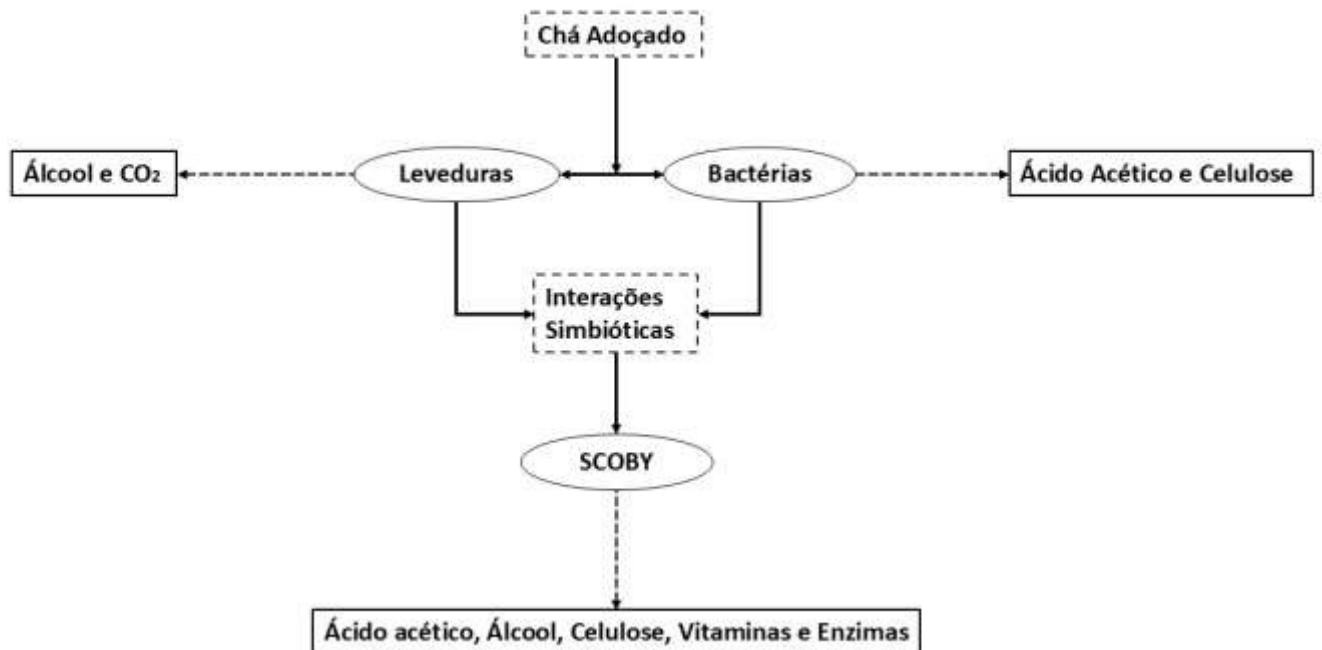 Chá Adoçado
Álcool e CO₂
Leveduras
Bactérias
Ácido Acético e Celulose
Interações
Simbióticas
SCOBY
Ácido acético, Álcool, Celulose, Vitaminas e Enzimas